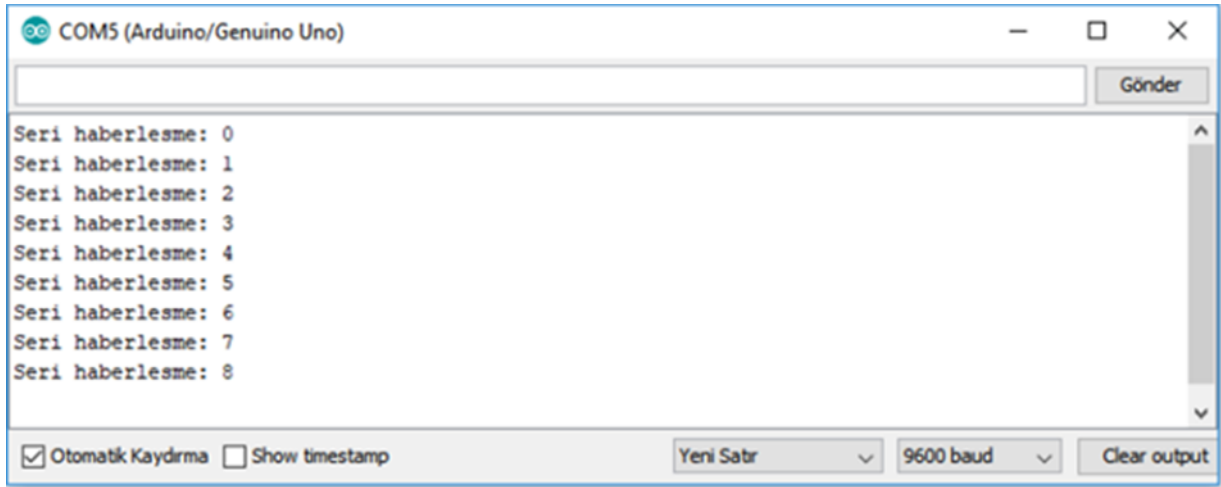 COM5 (Arduino/Genuino Uno)
Gönder
Seri haberlesme: 0
Seri haberlesme: 1
Seri haberlesme: 2
Seri haberlesme: 3
Seri haberlesme: 4
Seri haberlesme: 5
Seri haberlesme: 6
Seri haberlesme: 7
Seri haberlesme: 8
Otomatik Kaydırma Show timestamp Yeni Satır 9600 baud Clear output